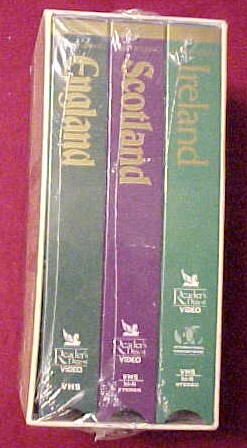 England
Reader's
Digest
VIDEO
VHS
Scotland
Reader's
Digest
VIDEO
VHS
hi-fi
STEREO
Ireland
Reader's
Digest
VIDEO
VHS
hi-fi
STEREO